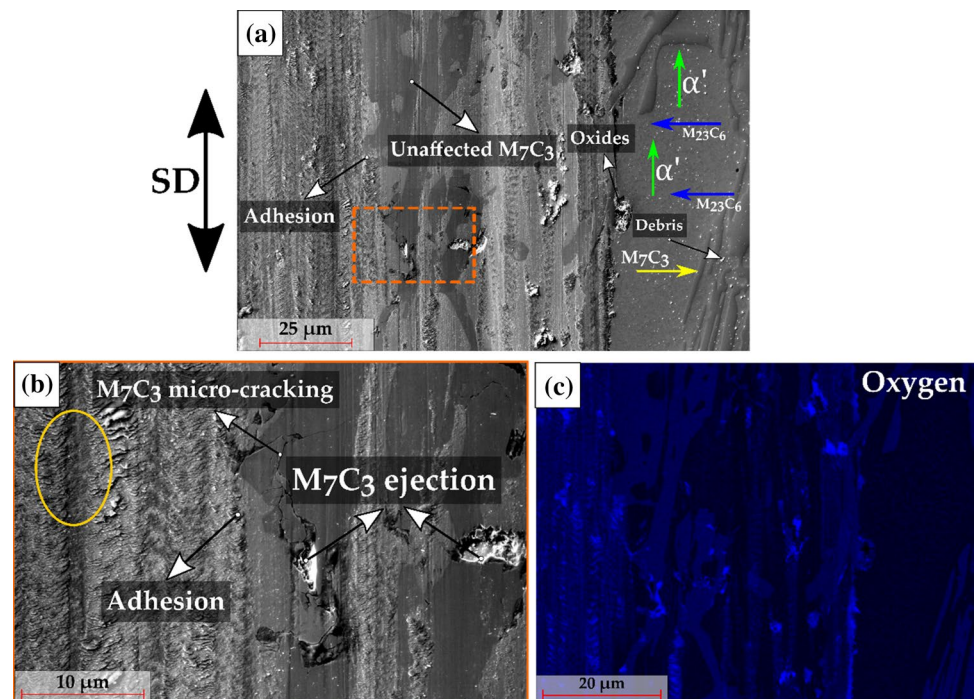 (a)
SD
Unaffected M₇C₃
Oxides
α'
M₂₃C₆
α'
M₂₃C₆
Adhesion
Debris
M₇C₃
25 µm
(b)
M₇C₃ micro-cracking
M₇C₃ ejection
Adhesion
10 µm
(c)
Oxygen
20 µm